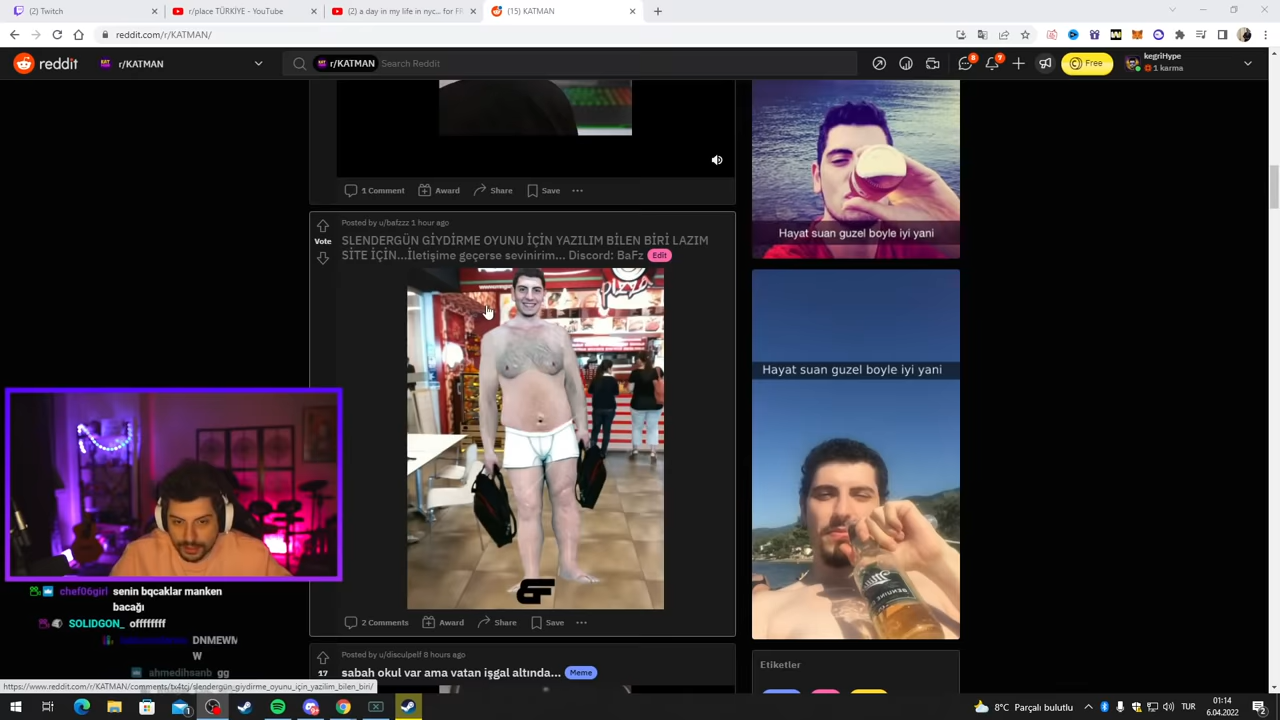 (2) Twitch
r/place TÜRKİYE - YouTube
(2) a day in my life in nyc... for FR
(15) KATMAN
reddit.com/r/KATMAN/
reddit
r/KATMAN
r/KATMAN Search Reddit
8
7
Free
kegriHype
1 karma
1 Comment Award Share Save
Posted by u/bafzzz 1 hour ago
Vote
SLENDERGÜN GİYDİRME OYUNU İÇİN YAZILIM BİLEN BİRİ LAZIM
SİTE İÇİN...İletişime geçerse sevinirim... Discord: BaFz Edit
pizza
2 Comments Award Share Save
Posted by u/disculpelf 8 hours ago
17
sabah okul var ama vatan işgal altında... Meme
Hayat suan guzel boyle iyi yani
Hayat suan guzel boyle iyi yani
Etiketler
chef06girl senin bqcaklar manken
bacağı
SOLIDGON_ offffffff
DNMEWM
W
ahmedihsanb gg
https://www.reddit.com/r/KATMAN/comments/tx4tcj/slendergün_giydirme_oyunu_için_yazilim_bilen_biri/
8°C Parçalı bulutlu
TUR
01:14
6.04.2022